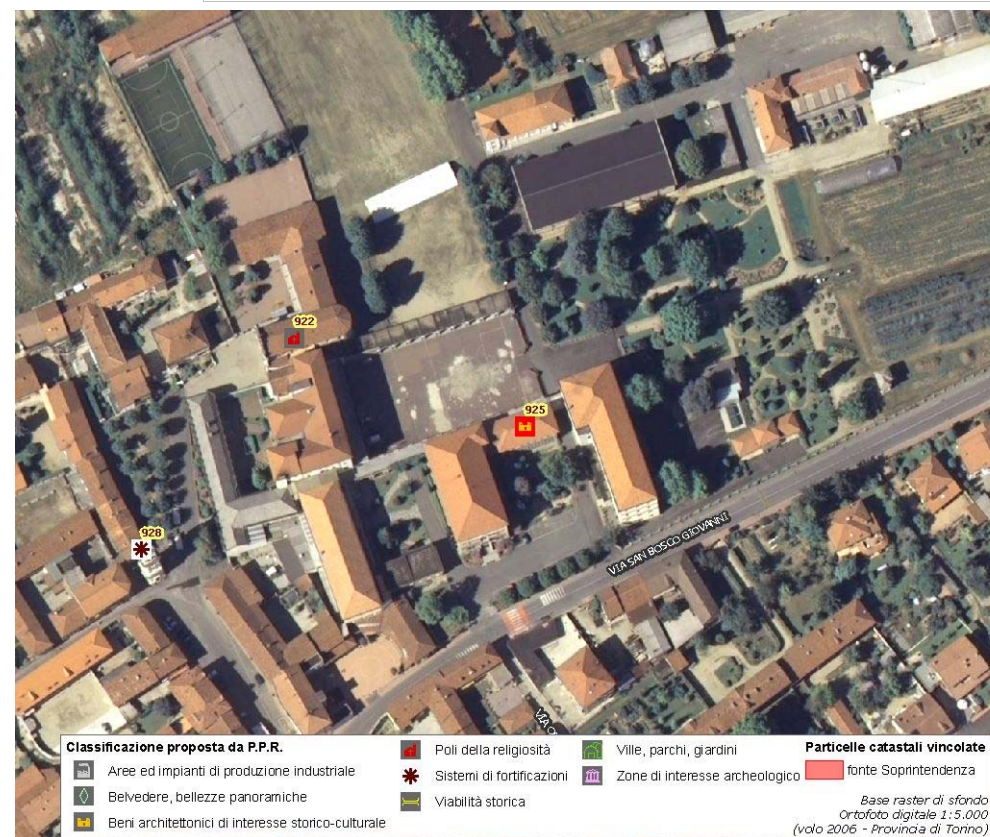 922
925
928
VIA SAN BOSCO GIOVANNI
Classificazione proposta da P.P.R.
Aree ed impianti di produzione industriale
Belvedere, bellezze panoramiche
Beni architettonici di interesse storico-culturale
Poli della religiosità
Sistemi di fortificazioni
Viabilità storica
Ville, parchi, giardini
Zone di interesse archeologico
Particelle catastali vincolate
fonte Soprintendenza
Base raster di sfondo
Ortofoto digitale 1:5.000
(volo 2006 - Provincia di Torino)